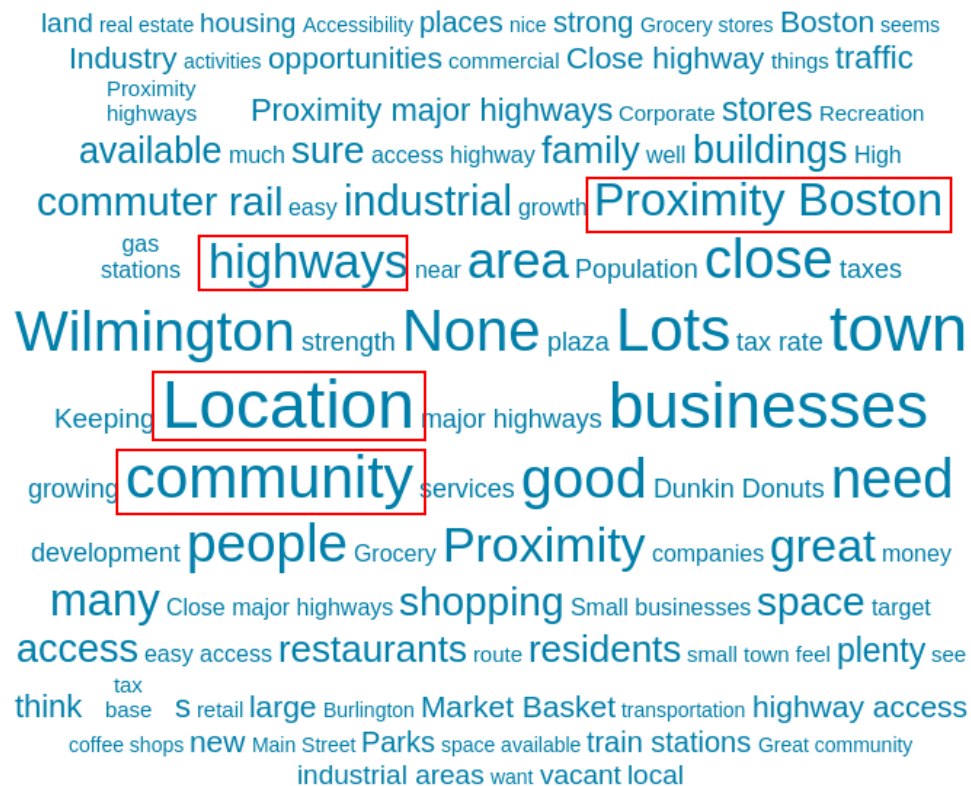 land real estate housing Accessibility places nice strong Grocery stores Boston seems
Industry activities opportunities commercial Close highway things traffic
Proximity highways Proximity major highways Corporate stores Recreation
available much sure access highway family well buildings High
commuter rail easy industrial growth Proximity Boston
gas stations highways near area Population close taxes
Wilmington strength None plaza Lots tax rate town
Keeping Location major highways businesses
growing community services good Dunkin Donuts need
development people Grocery Proximity companies great money
many Close major highways shopping Small businesses space target
access easy access restaurants route residents small town feel plenty see
think tax base s retail large Burlington Market Basket transportation highway access
coffee shops new Main Street Parks space available train stations Great community
industrial areas want vacant local